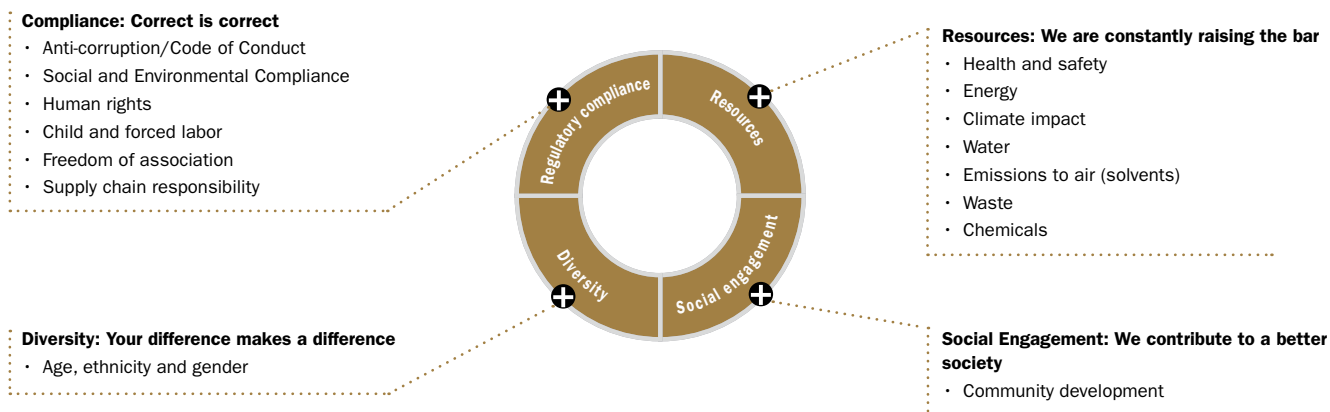 Compliance: Correct is correct
· Anti-corruption/Code of Conduct
· Social and Environmental Compliance
· Human rights
· Child and forced labor
· Freedom of association
· Supply chain responsibility
Regulatory compliance
Resources
Diversity
Social engagement
Resources: We are constantly raising the bar
· Health and safety
· Energy
· Climate impact
· Water
· Emissions to air (solvents)
· Waste
· Chemicals
Diversity: Your difference makes a difference
· Age, ethnicity and gender
Social Engagement: We contribute to a better
society
· Community development